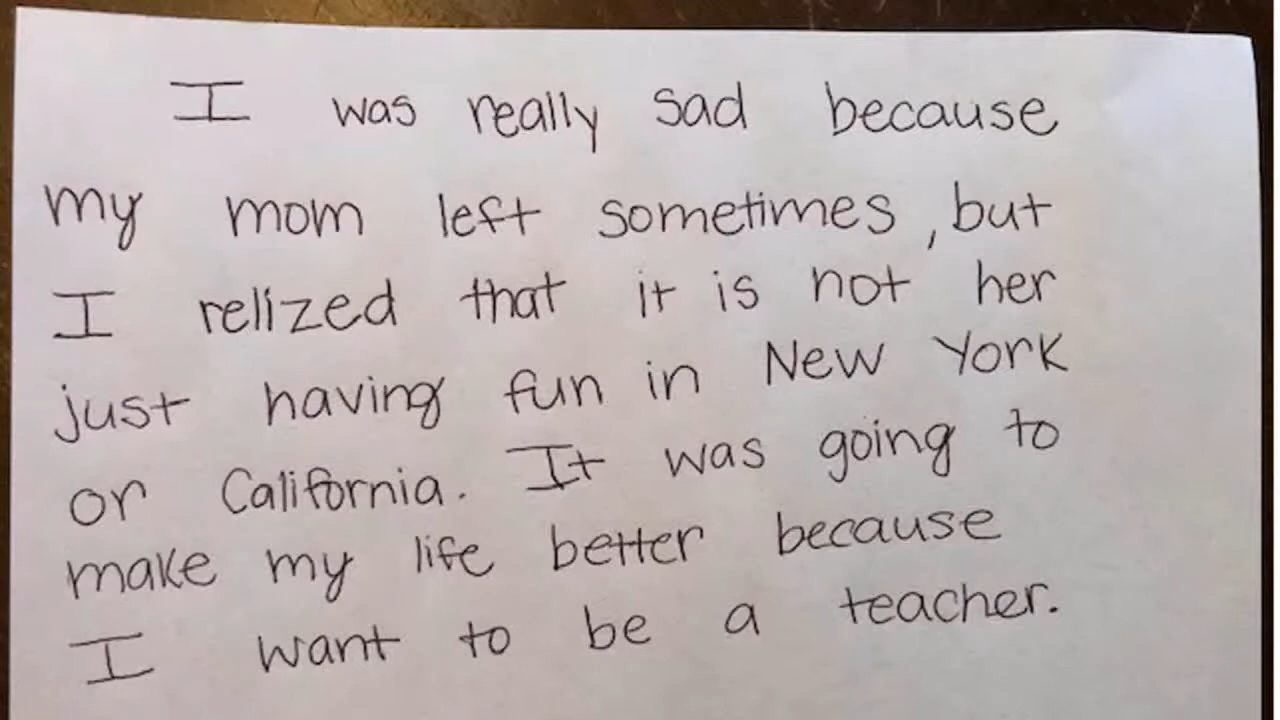 I was really sad because
my mom left sometimes, but
I relized that it is not her
just having fun in New York
or California. It was going to
make my life better because
I want to be a teacher.